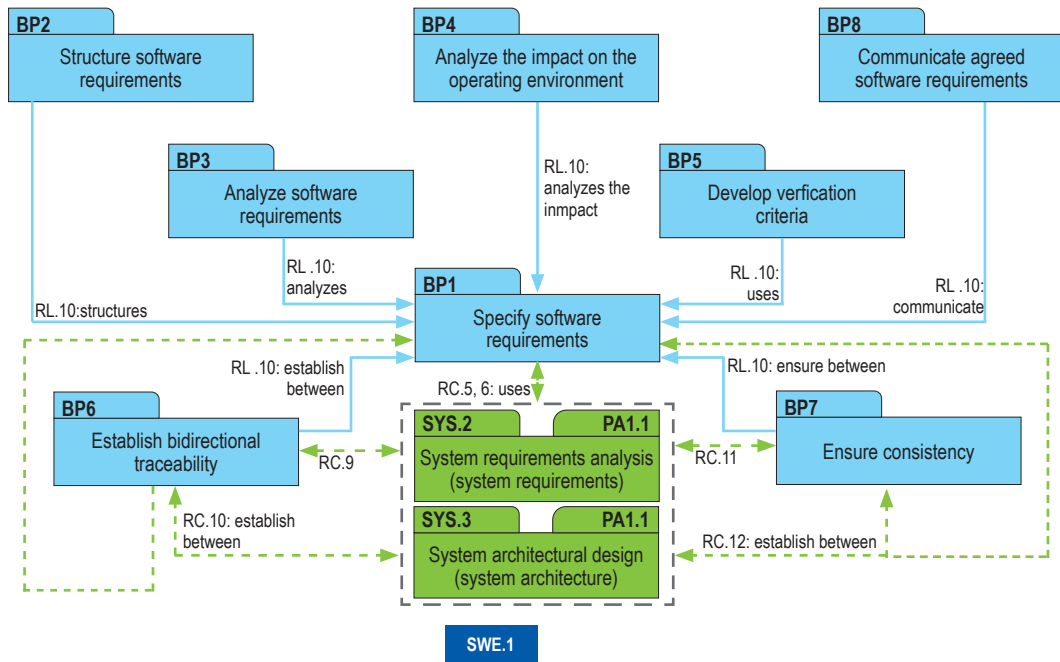 BP2
Structure software
requirements
BP4
Analyze the impact on the
operating environment
BP8
Communicate agreed
software requirements
BP3
Analyze software
requirements
RL.10:
analyzes the
inmpact
BP5
Develop verfication
criteria
RL .10:
analyzes
RL .10:
uses
RL.10:structures
RL .10:
communicate
BP1
Specify software
requirements
RL .10: establish
between
RC.5, 6: uses
RL.10: ensure between
BP6
Establish bidirectional
traceability
RC.9
SYS.2
PA1.1
System requirements analysis
(system requirements)
RC.11
BP7
Ensure consistency
RC.10: establish
between
SYS.3
PA1.1
System architectural design
(system architecture)
RC.12: establish between
SWE.1